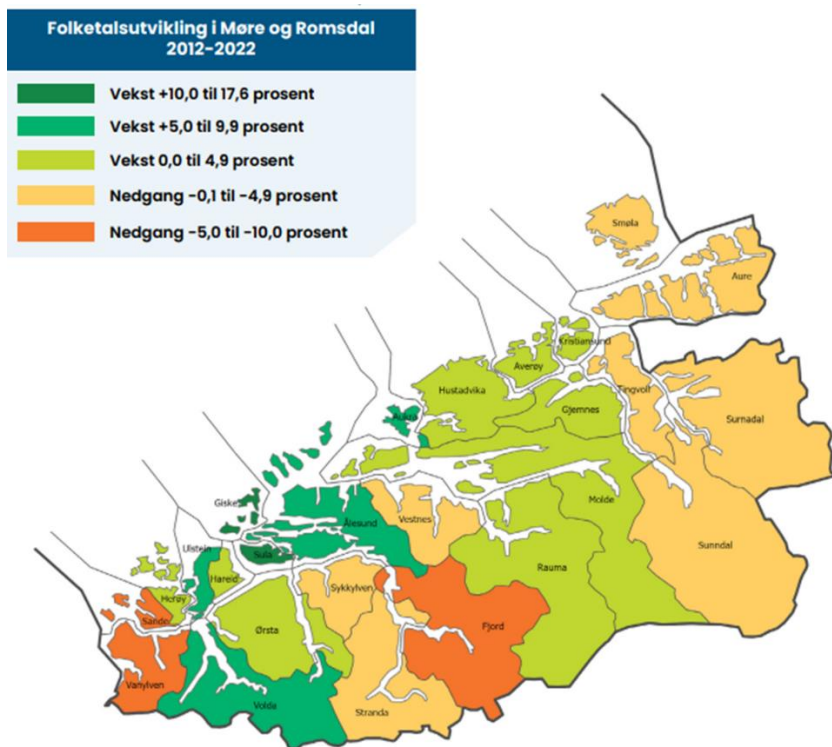 Folketalsutvikling i Møre og Romsdal
2012-2022
Vekst +10,0 til 17,6 prosent
Vekst +5,0 til 9,9 prosent
Vekst 0,0 til 4,9 prosent
Nedgang -0,1 til -4,9 prosent
Nedgang -5,0 til -10,0 prosent
Smøla
Aure
Kristiansund
Averøy
Hustadvika
Tingvoll
Gjemnes
Aukra
Surnadal
Molde
Giske
Ålesund
Vestnes
Sunndal
Ulstein
Sula
Rauma
Hareid
Sykkylven
Herøy
Sande
Ørsta
Fjord
Vanylven
Volda
Stranda